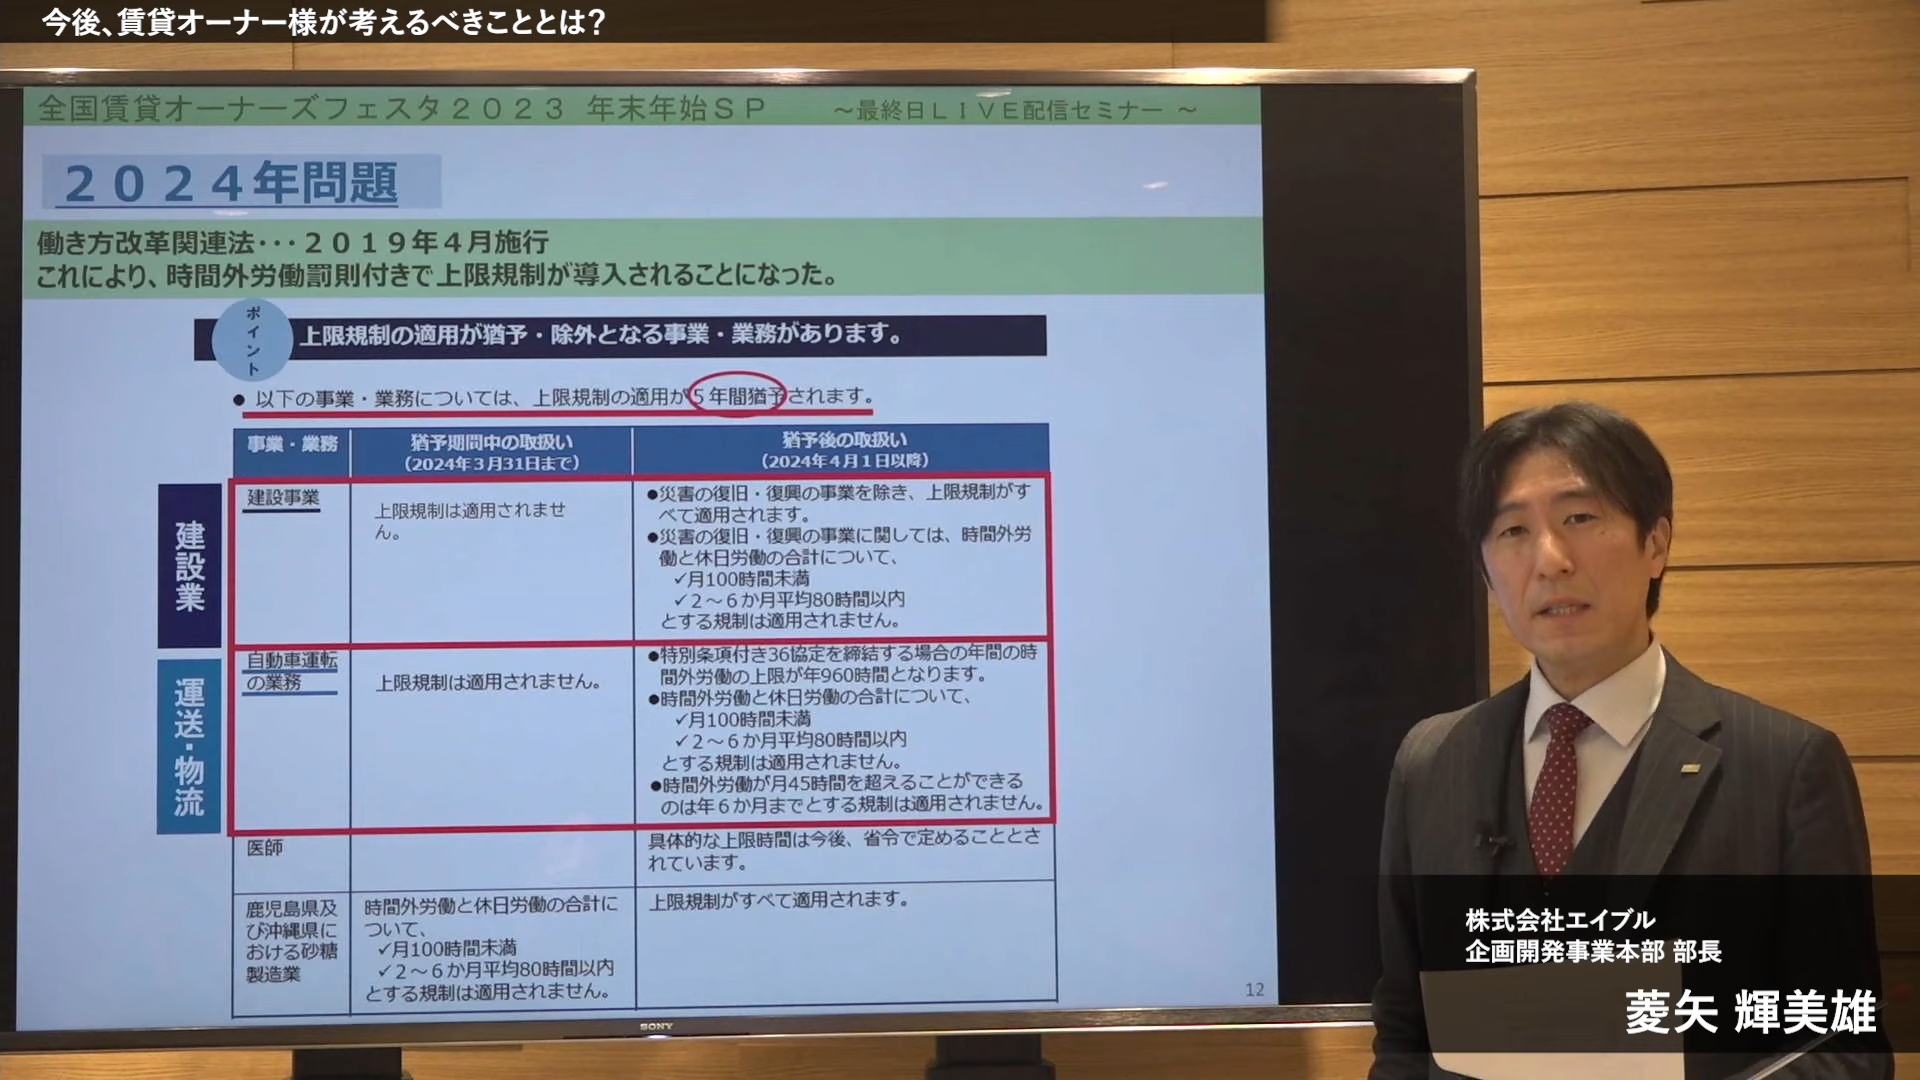 今後、賃貸オーナー様が考えるべきこととは？
全国賃貸オーナーズフェスタ２０２３ 年末年始ＳＰ　～最終日ＬＩＶＥ配信セミナー ～
２０２４年問題
働き方改革関連法･･･２０１９年４月施行
これにより、時間外労働罰則付きで上限規制が導入されることになった。
ポイント
上限規制の適用が猶予・除外となる事業・業務があります。
● 以下の事業・業務については、上限規制の適用が５年間猶予されます。
事業・業務
猶予期間中の取扱い
（2024年３月31日まで）
猶予後の取扱い
（2024年４月１日以降）
建設業
建設事業
上限規制は適用されませ
ん。
●災害の復旧・復興の事業を除き、上限規制がす
べて適用されます。
●災害の復旧・復興の事業に関しては、時間外労
働と休日労働の合計について、
✓月100時間未満
✓２～６か月平均80時間以内
とする規制は適用されません。
運送・物流
自動車運転
の業務
上限規制は適用されません。
●特別条項付き36協定を締結する場合の年間の時
間外労働の上限が年960時間となります。
●時間外労働と休日労働の合計について、
✓月100時間未満
✓２～６か月平均80時間以内
とする規制は適用されません。
●時間外労働が月45時間を超えることができる
のは年６か月までとする規制は適用されません。
医師
具体的な上限時間は今後、省令で定めることとさ
れています。
鹿児島県及
び沖縄県に
おける砂糖
製造業
時間外労働と休日労働の合計に
ついて、
✓月100時間未満
✓２～６か月平均80時間以内
とする規制は適用されません。
上限規制がすべて適用されます。
12
SONY
株式会社エイブル
企画開発事業本部 部長
菱矢 輝美雄